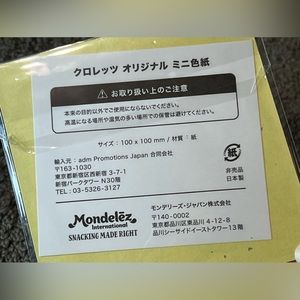 クロレッツ オリジナル ミニ色紙
お取り扱い上のご注意
本来の目的以外でご使用にならないでください。
高温になる場所や湿気の多い場所での保管は避けてください。
サイズ：100 x 100 mm / 材質：紙
輸入元：adm Promotions Japan 合同会社
〒163-1030
東京都新宿区西新宿 3-7-1
新宿パークタワー N30階
TEL：03-5326-3127
紙
非売品
日本製
Mondelēz
International
SNACKING MADE RIGHT
モンデリーズ・ジャパン株式会社
〒140-0002
東京都品川区東品川 4-12-8
品川シーサイドイーストタワー13階